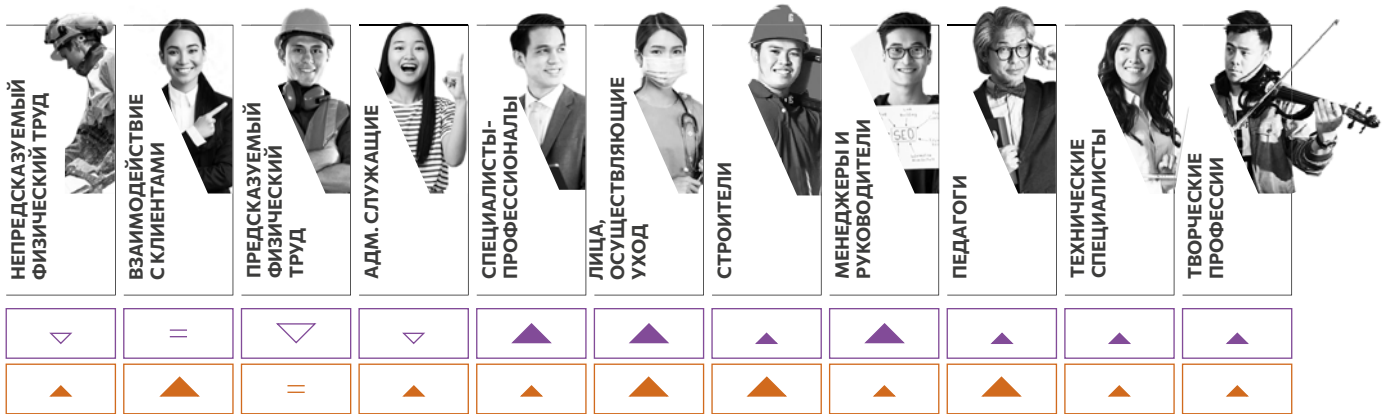 НЕПРЕДСКАЗУЕМЫЙ
ФИЗИЧЕСКИЙ ТРУД
ВЗАИМОДЕЙСТВИЕ
С КЛИЕНТАМИ
ПРЕДСКАЗУЕМЫЙ
ФИЗИЧЕСКИЙ
ТРУД
АДМ. СЛУЖАЩИЕ
СПЕЦИАЛИСТЫ-
ПРОФЕССИОНАЛЫ
ЛИЦА,
ОСУЩЕСТВЛЯЮЩИЕ
УХОД
СТРОИТЕЛИ
МЕНЕДЖЕРЫ И
РУКОВОДИТЕЛИ
SEO
ПЕДАГОГИ
ТЕХНИЧЕСКИЕ
СПЕЦИАЛИСТЫ
ТВОРЧЕСКИЕ
ПРОФЕССИИ